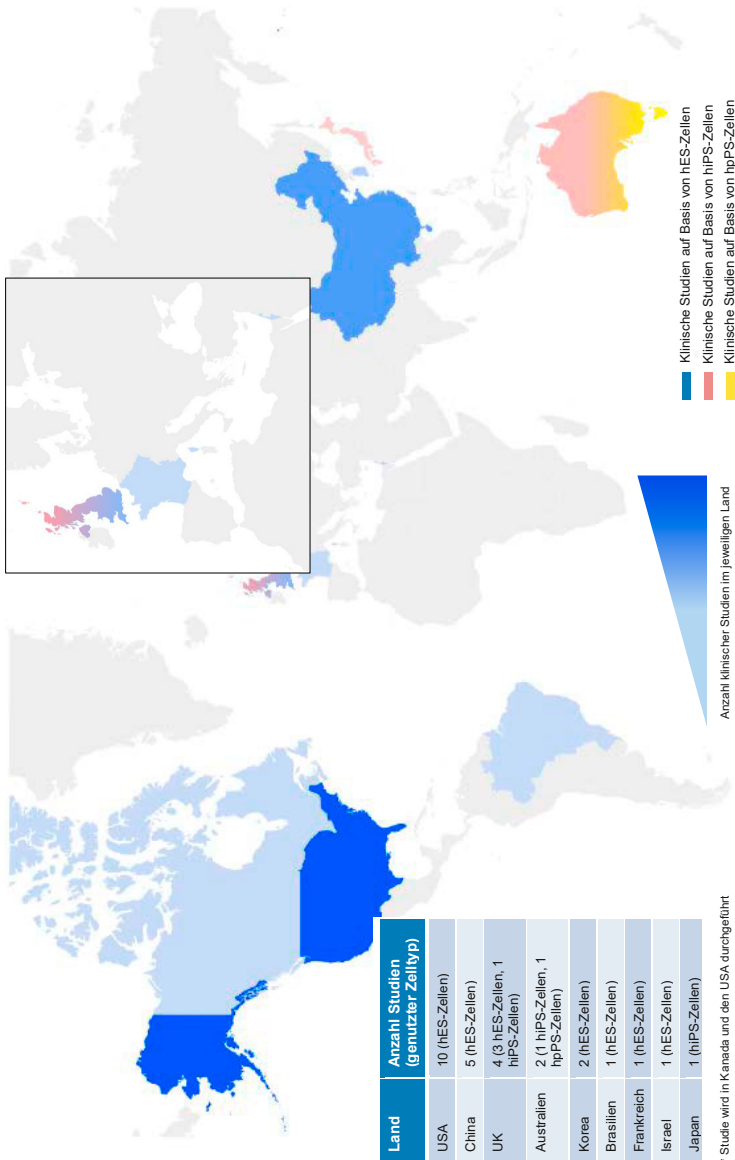 Land Anzahl Studien
(genutzter Zelltyp)
USA 10 (hES-Zellen)
China 5 (hES-Zellen)
UK 4 (3 hES-Zellen, 1
hiPS-Zellen)
Australien 2 (1 hiPS-Zellen, 1
hpPS-Zellen)
Korea 2 (hES-Zellen)
Brasilien 1 (hES-Zellen)
Frankreich 1 (hES-Zellen)
Israel 1 (hES-Zellen)
Japan 1 (hiPS-Zellen)
* Studie wird in Kanada und den USA durchgeführt
Anzahl klinischer Studien im jeweiligen Land
Klinische Studien auf Basis von hES-Zellen
Klinische Studien auf Basis von hiPS-Zellen
Klinische Studien auf Basis von hpPS-Zellen